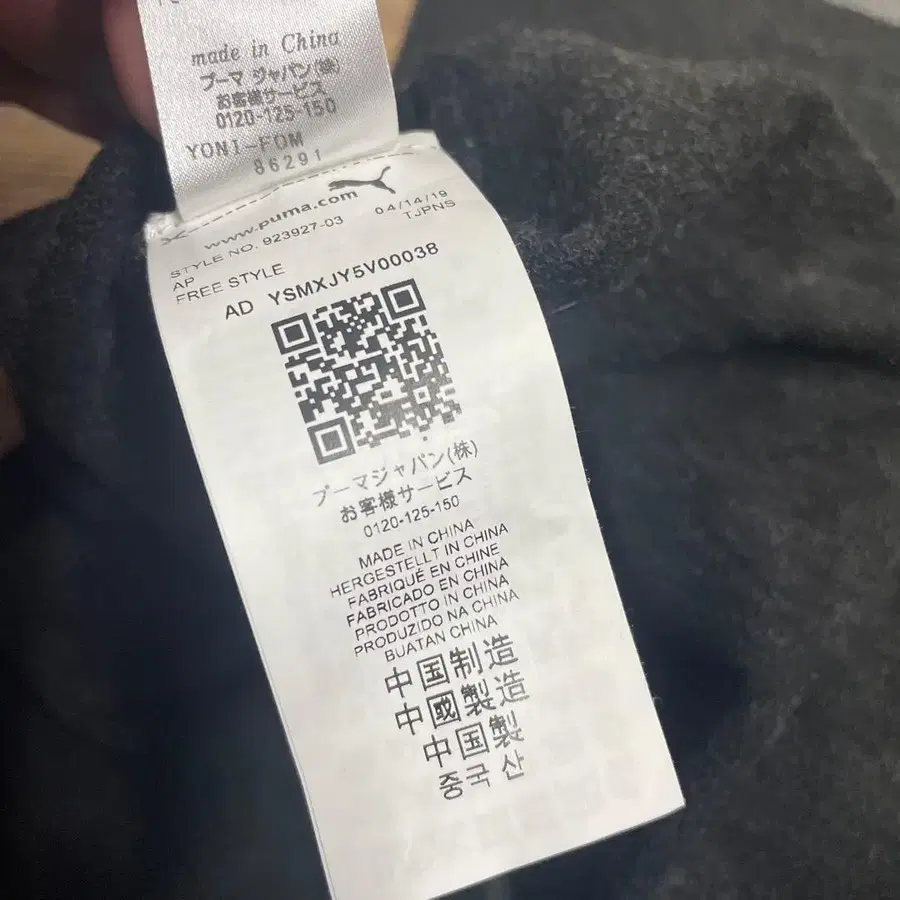 made in China
プーマ ジャパン(株)
お客様サービス
0120-125-150
YONI-FOM
86291
www.puma.com
04/14/19
STYLE NO. 923927-03
TJPNS
AP
FREE STYLE
AD YSMXJY5V00038
プーマジャパン(株)
お客様サービス
0120-125-150
MADE IN CHINA
HERGESTELLT IN CHINA
FABRIQUÉ EN CHINE
FABRICADO EN CHINA
PRODOTTO IN CHINA
PRODUZIDO NA CHINA
BUATAN CHINA
中国制造
中國製造
中国製
중국 산